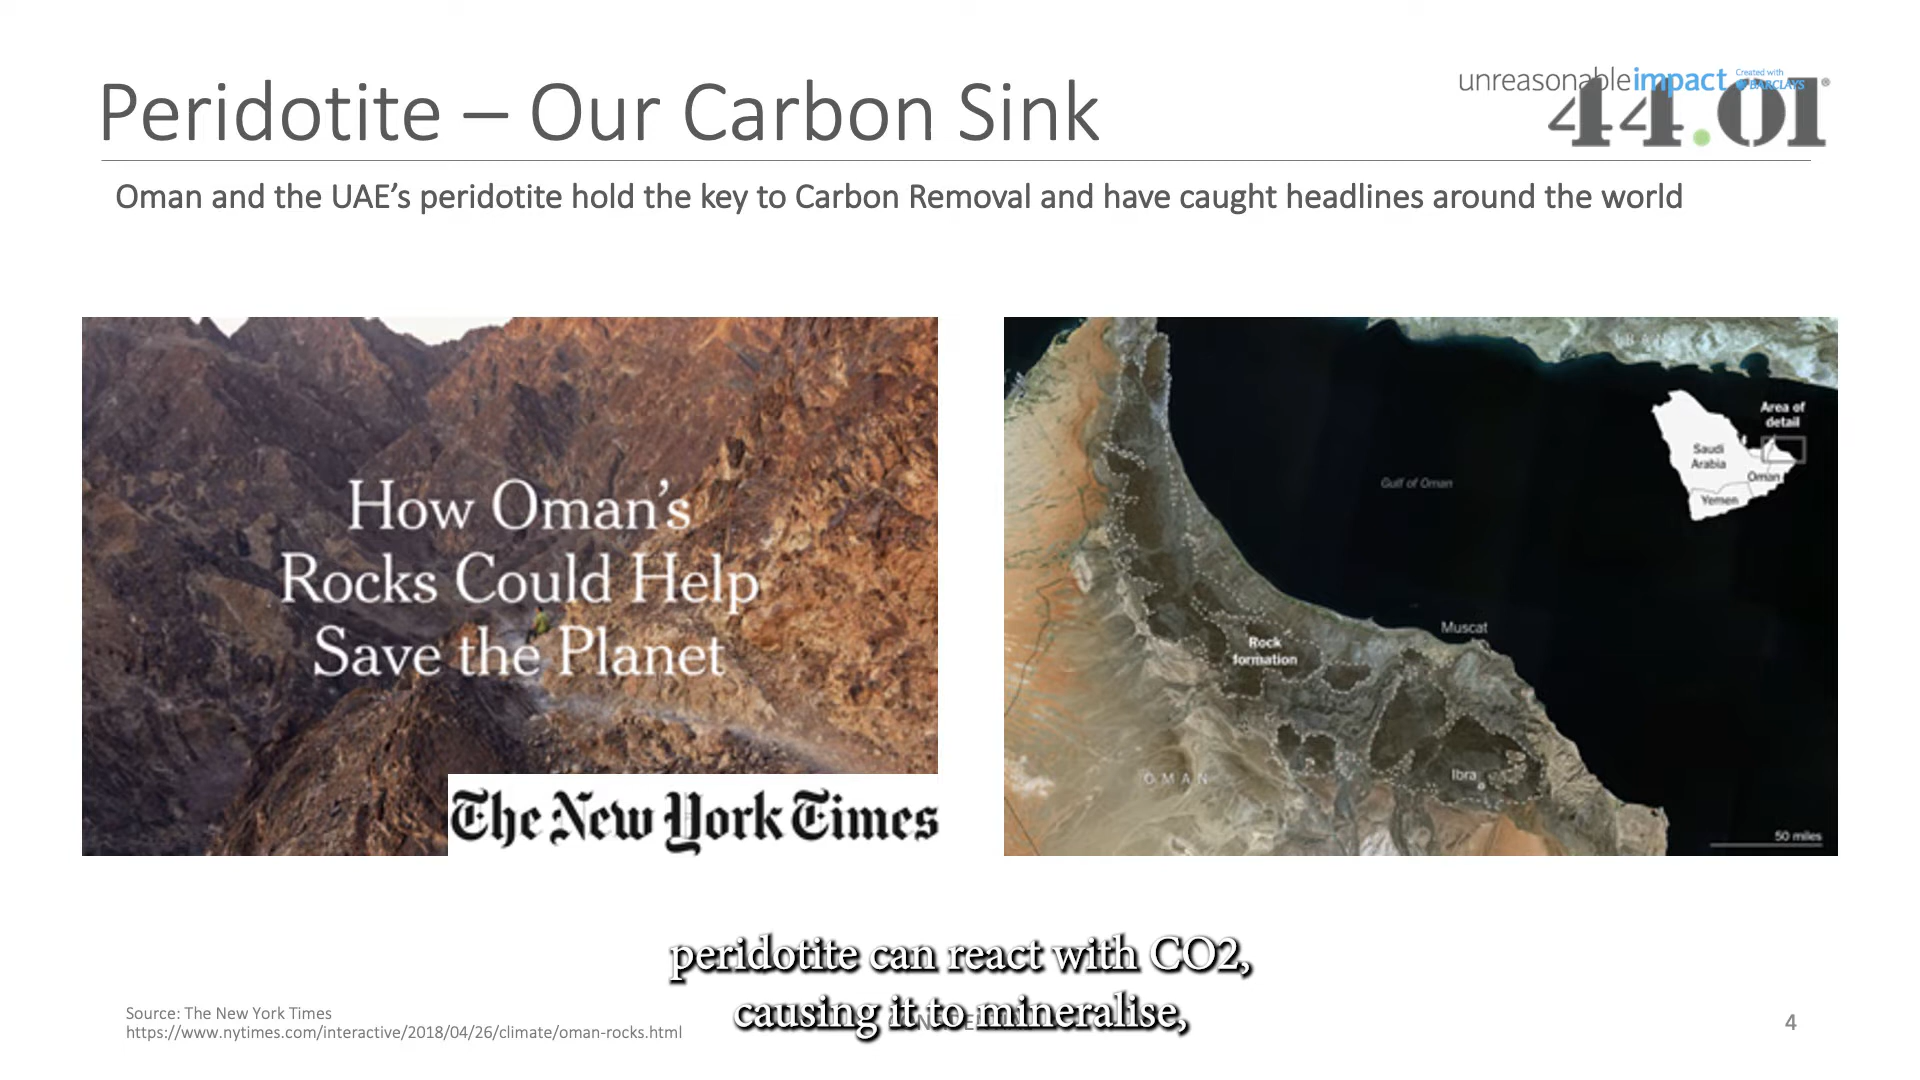 Peridotite – Our Carbon Sink
unreasonableimpact Created with BARCLAYS
44.01
Oman and the UAE’s peridotite hold the key to Carbon Removal and have caught headlines around the world
How Oman’s
Rocks Could Help
Save the Planet
The New York Times
IRAN
Area of
detail
Saudi
Arabia
Oman
Yemen
Gulf of Oman
Muscat
Rock
formation
Ibra
OMAN
50 miles
peridotite can react with CO2,
causing it to mineralise,
Source: The New York Times
https://www.nytimes.com/interactive/2018/04/26/climate/oman-rocks.html
4